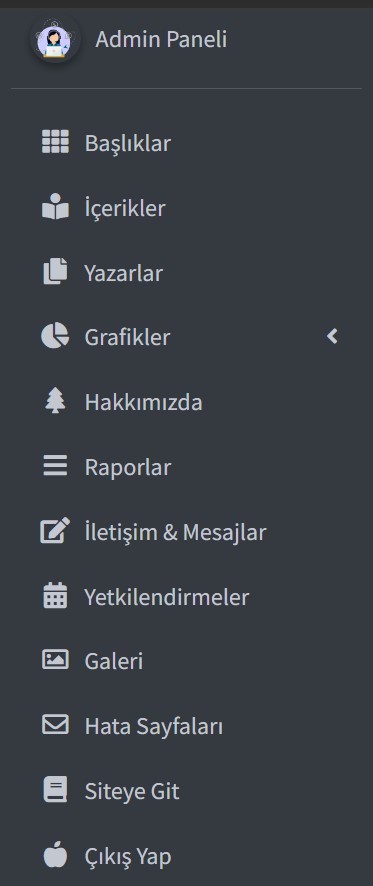 Admin Paneli
Başlıklar
İçerikler
Yazarlar
Grafikler
Hakkımızda
Raporlar
İletişim & Mesajlar
Yetkilendirmeler
Galeri
Hata Sayfaları
Siteye Git
Çıkış Yap